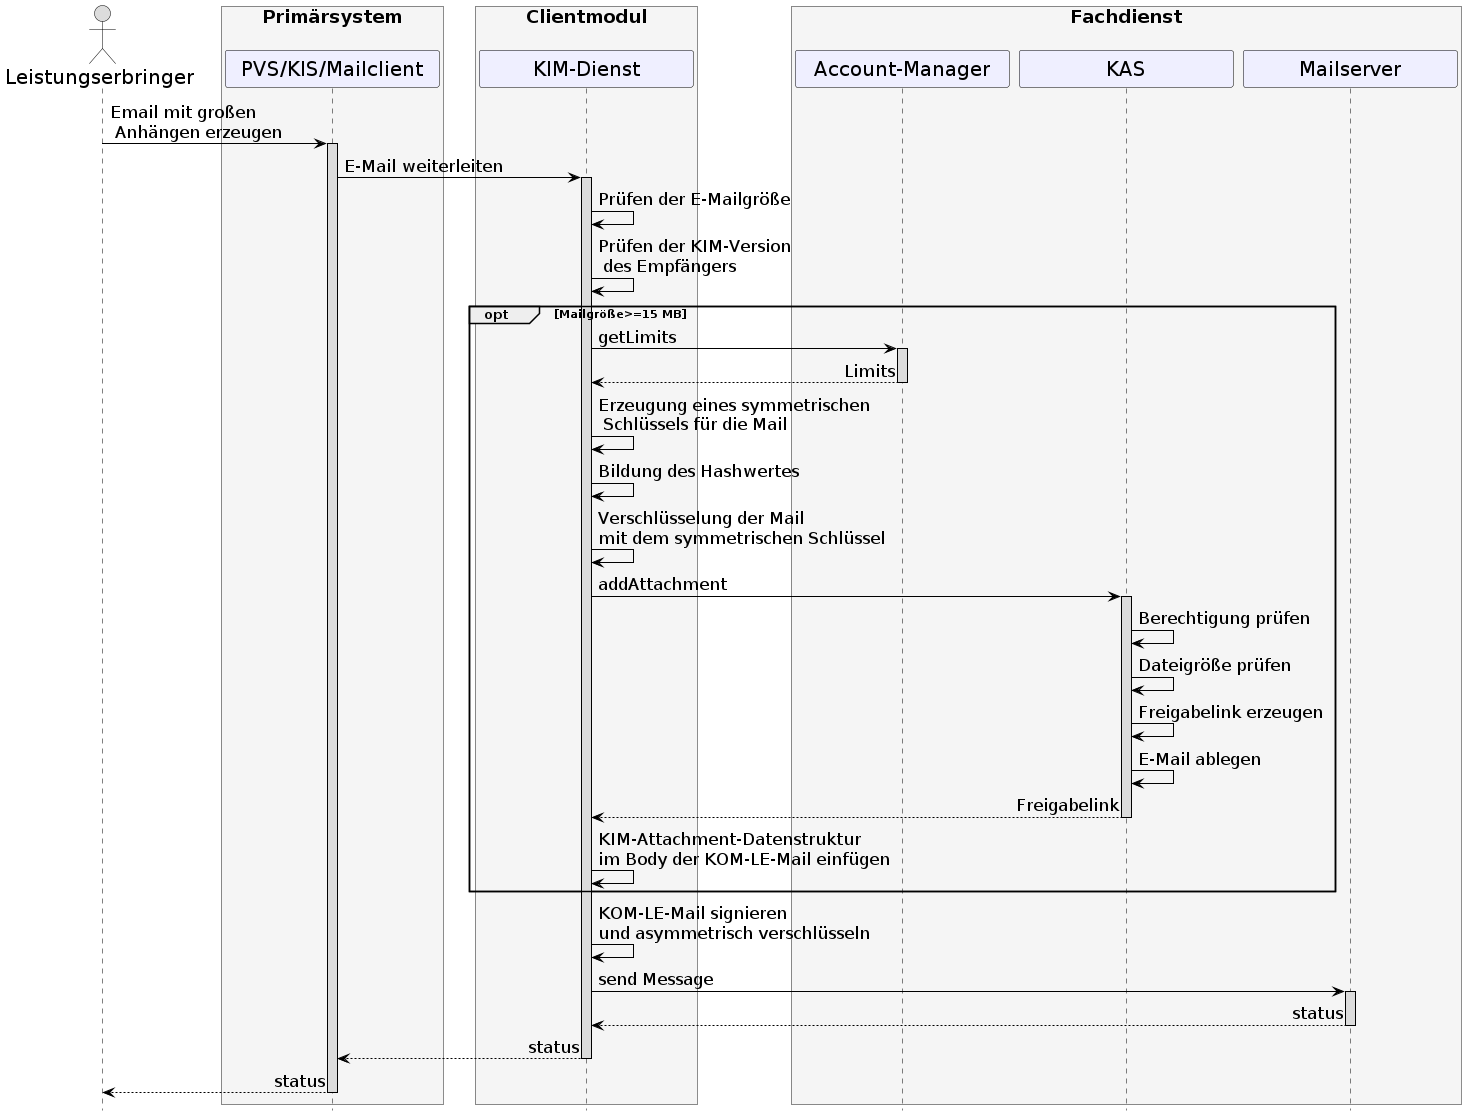 Primärsystem
Clientmodul
Fachdienst
Leistungserbringer
PVS/KIS/Mailclient
KIM-Dienst
Account-Manager
KAS
Mailserver
Email mit großen
Anhängen erzeugen
E-Mail weiterleiten
Prüfen der E-Mailgröße
Prüfen der KIM-Version
des Empfängers
opt
[Mailgröße>=15 MB]
getLimits
Limits
Erzeugung eines symmetrischen
Schlüssels für die Mail
Bildung des Hashwertes
Verschlüsselung der Mail
mit dem symmetrischen Schlüssel
addAttachment
Berechtigung prüfen
Dateigröße prüfen
Freigabelink erzeugen
E-Mail ablegen
Freigabelink
KIM-Attachment-Datenstruktur
im Body der KOM-LE-Mail einfügen
KOM-LE-Mail signieren
und asymmetrisch verschlüsseln
send Message
status
status
status